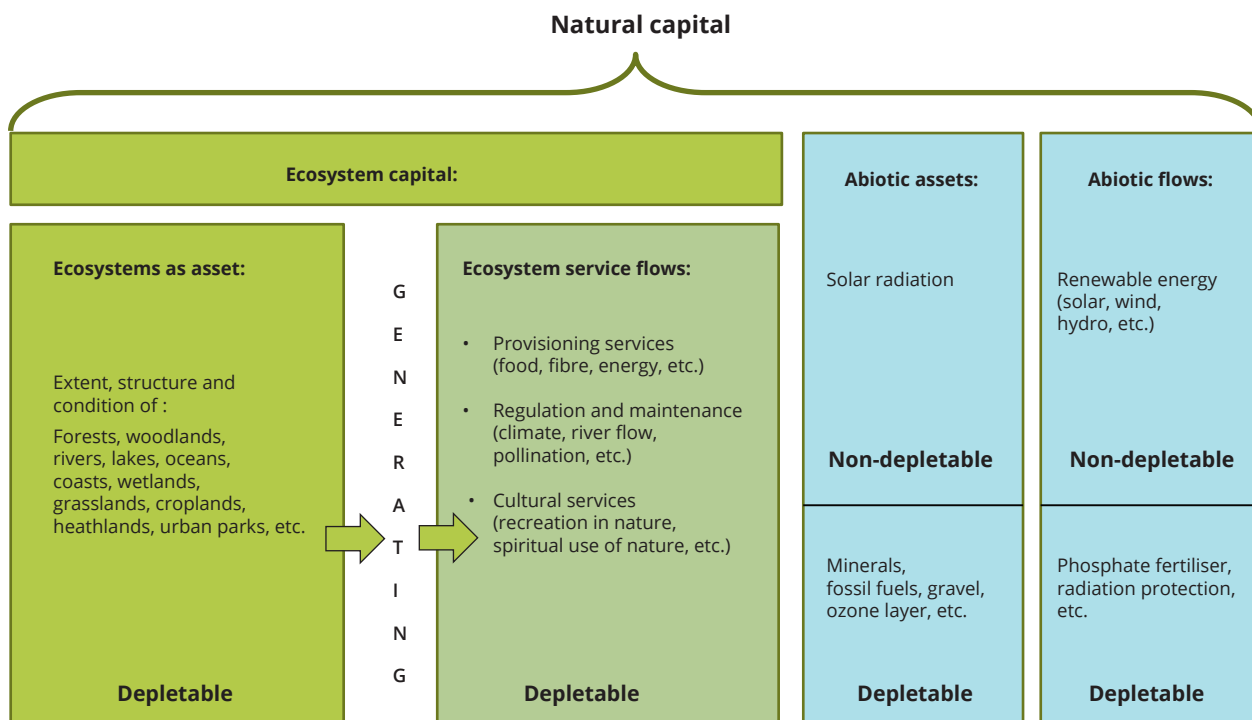 Natural capital
Ecosystem capital:
Ecosystems as asset:
Extent, structure and
condition of :
Forests, woodlands,
rivers, lakes, oceans,
coasts, wetlands,
grasslands, croplands,
heathlands, urban parks, etc.
Depletable
G
E
N
E
R
A
T
I
N
G
Ecosystem service flows:
• Provisioning services
(food, fibre, energy, etc.)
• Regulation and maintenance
(climate, river flow,
pollination, etc.)
• Cultural services
(recreation in nature,
spiritual use of nature, etc.)
Depletable
Abiotic assets:
Solar radiation
Non-depletable
Minerals,
fossil fuels, gravel,
ozone layer, etc.
Depletable
Abiotic flows:
Renewable energy
(solar, wind,
hydro, etc.)
Non-depletable
Phosphate fertiliser,
radiation protection,
etc.
Depletable